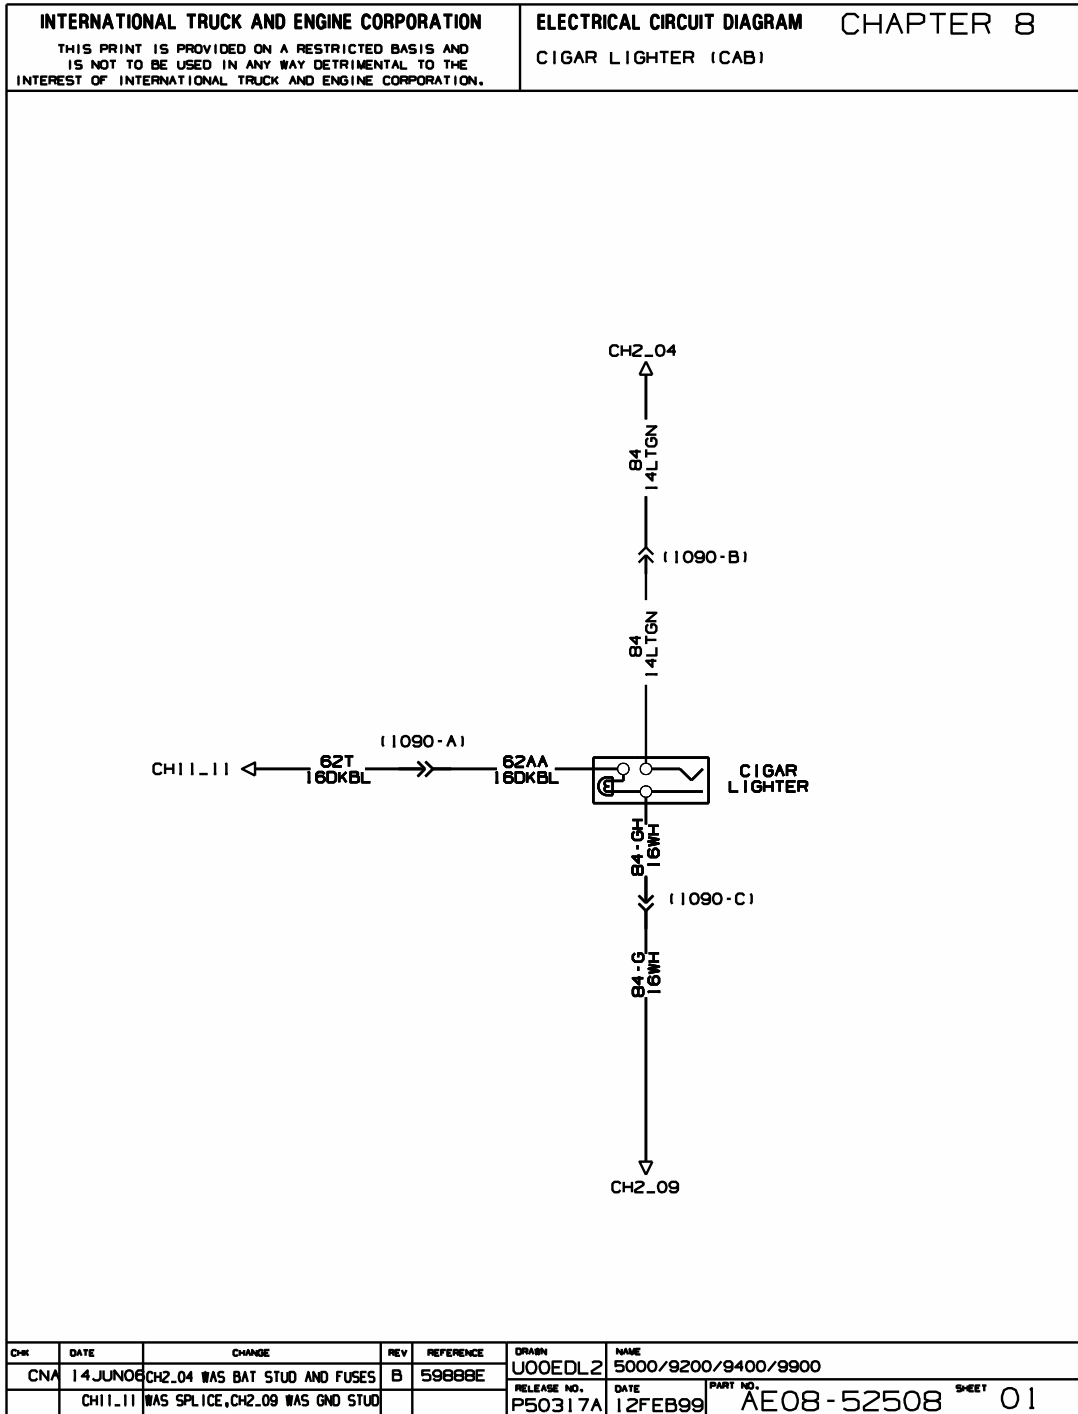 INTERNATIONAL TRUCK AND ENGINE CORPORATION
THIS PRINT IS PROVIDED ON A RESTRICTED BASIS AND
IS NOT TO BE USED IN ANY WAY DETRIMENTAL TO THE
INTEREST OF INTERNATIONAL TRUCK AND ENGINE CORPORATION.
ELECTRICAL CIRCUIT DIAGRAM CHAPTER 8
CIGAR LIGHTER (CAB)
CH2_04
84
14LTGN
(1090-B)
84
14LTGN
(1090-A)
CH11_11
62T
16DKBL
62AA
16DKBL
CIGAR
LIGHTER
84-GH
16WH
(1090-C)
84-G
16WH
CH2_09
CHK DATE CHANGE REV REFERENCE
CNA 14JUN06 CH2_04 WAS BAT STUD AND FUSES B 59888E
CH11_11 WAS SPLICE,CH2_09 WAS GND STUD
DRAWN
U00EDL2
NAME
5000/9200/9400/9900
RELEASE NO.
P50317A
DATE
12FEB99
PART NO.
AE08-52508
SHEET 01